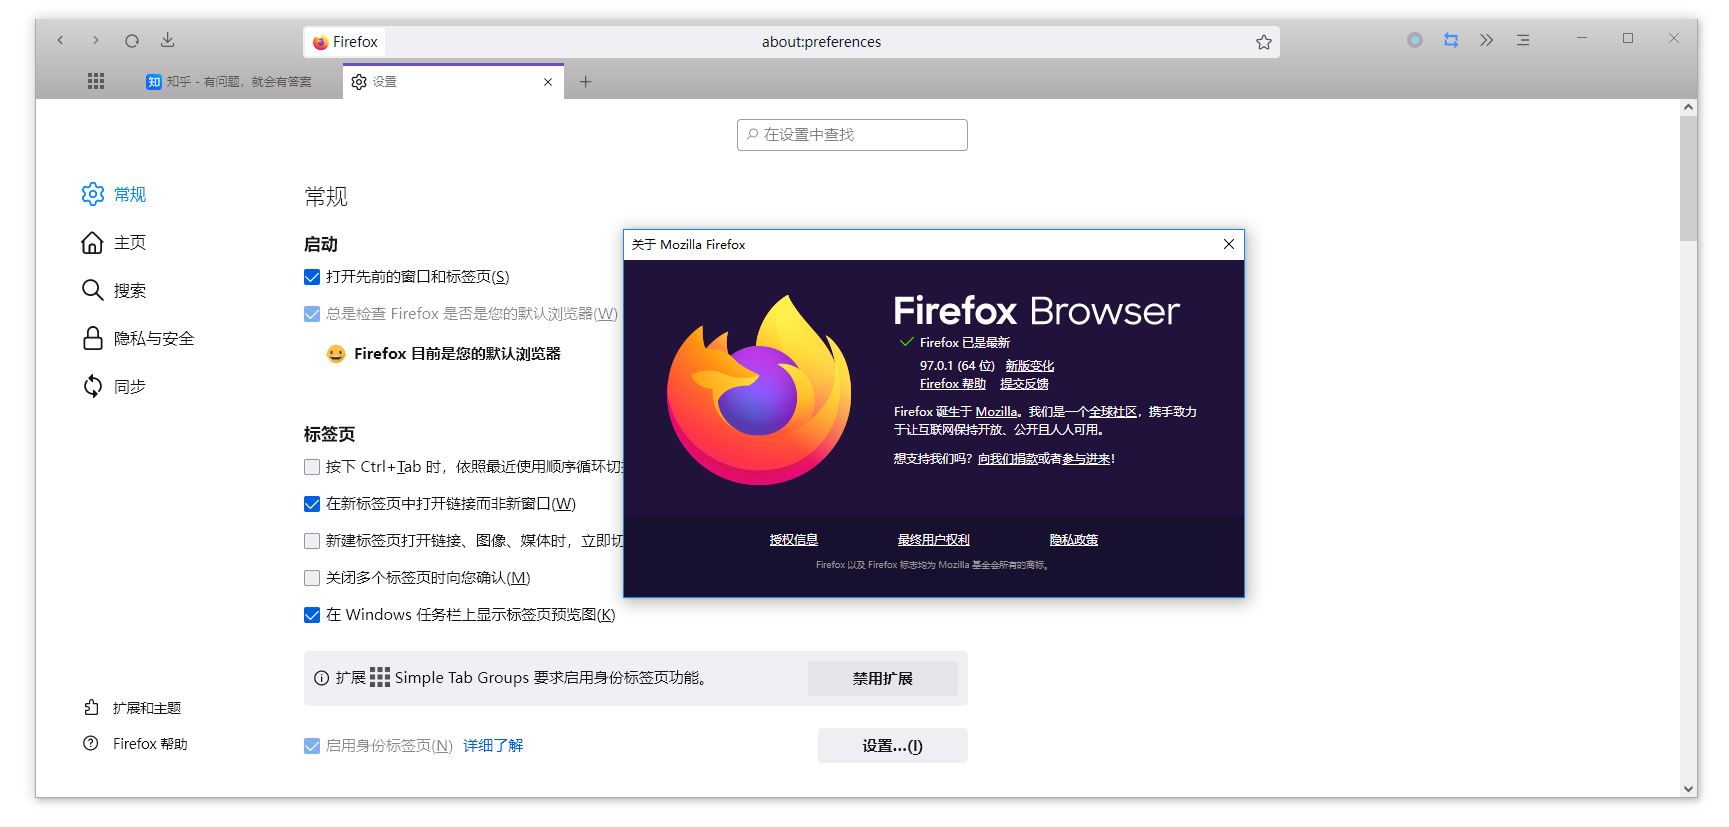 Firefox
about:preferences
知 知乎 - 有问题，就会有答案
设置
在设置中查找
常规
主页
搜索
隐私与安全
同步
扩展和主题
Firefox 帮助
常规
启动
打开先前的窗口和标签页(S)
总是检查 Firefox 是否是您的默认浏览器(W)
Firefox 目前是您的默认浏览器
标签页
按下 Ctrl+Tab 时，依照最近使用顺序循环切
在新标签页中打开链接而非新窗口(W)
新建标签页打开链接、图像、媒体时，立即切
关闭多个标签页时向您确认(M)
在 Windows 任务栏上显示标签页预览图(K)
扩展 Simple Tab Groups 要求启用身份标签页功能。
禁用扩展
启用身份标签页(N) 详细了解
设置...(I)
关于 Mozilla Firefox
Firefox Browser
Firefox 已是最新
97.0.1 (64 位) 新版变化
Firefox 帮助 提交反馈
Firefox 诞生于 Mozilla。我们是一个全球社区，携手致力
于让互联网保持开放、公开且人人可用。
想支持我们吗？向我们捐款或者参与进来！
授权信息 最终用户权利 隐私政策
Firefox 以及 Firefox 标志均为 Mozilla 基金会所有的商标。